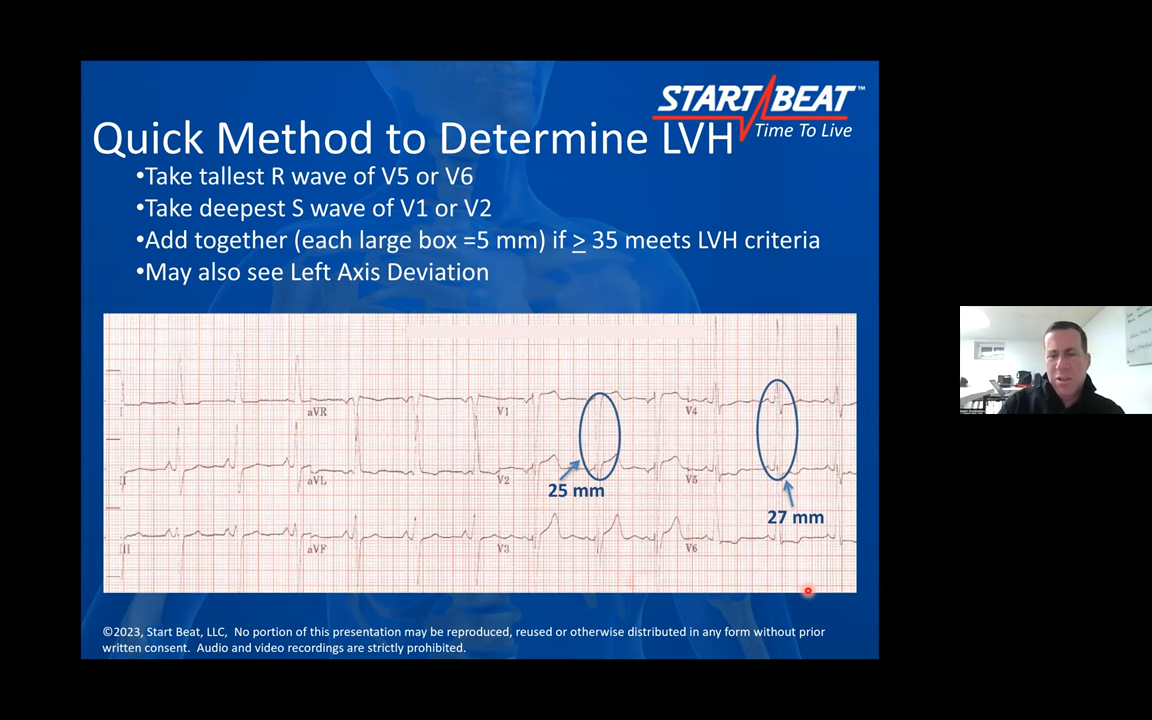 START BEAT™
Time To Live
Quick Method to Determine LVH
•Take tallest R wave of V5 or V6
•Take deepest S wave of V1 or V2
•Add together (each large box =5 mm) if ≥ 35 meets LVH criteria
•May also see Left Axis Deviation
I aVR V1 V4
II aVL V2 V5
25 mm
27 mm
III aVF V3 V6
©2023, Start Beat, LLC, No portion of this presentation may be reproduced, reused or otherwise distributed in any form without prior
written consent. Audio and video recordings are strictly prohibited.